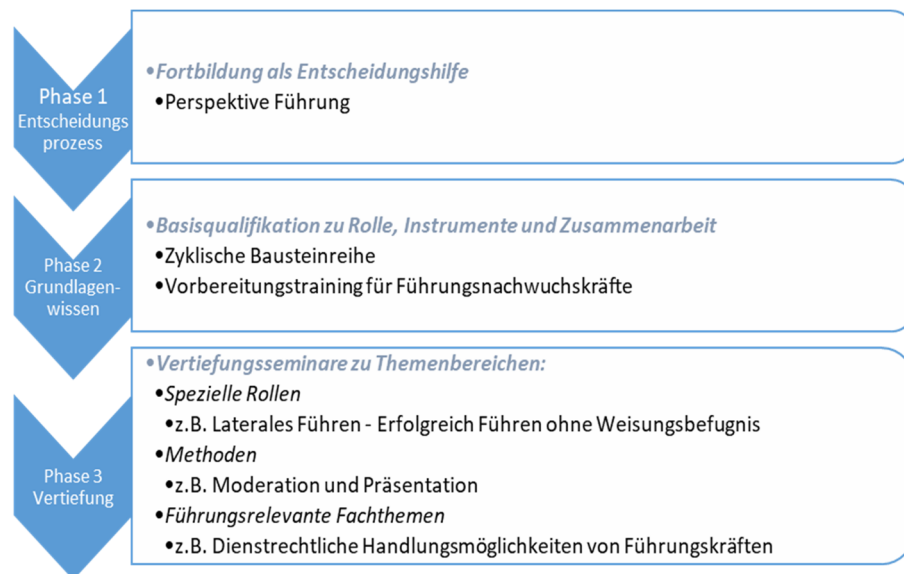 Phase 1
Entscheidungs
prozess
•Fortbildung als Entscheidungshilfe
•Perspektive Führung
Phase 2
Grundlagen-
wissen
•Basisqualifikation zu Rolle, Instrumente und Zusammenarbeit
•Zyklische Bausteinreihe
•Vorbereitungstraining für Führungsnachwuchskräfte
Phase 3
Vertiefung
•Vertiefungsseminare zu Themenbereichen:
•Spezielle Rollen
•z.B. Laterales Führen - Erfolgreich Führen ohne Weisungsbefugnis
•Methoden
•z.B. Moderation und Präsentation
•Führungsrelevante Fachthemen
•z.B. Dienstrechtliche Handlungsmöglichkeiten von Führungskräften